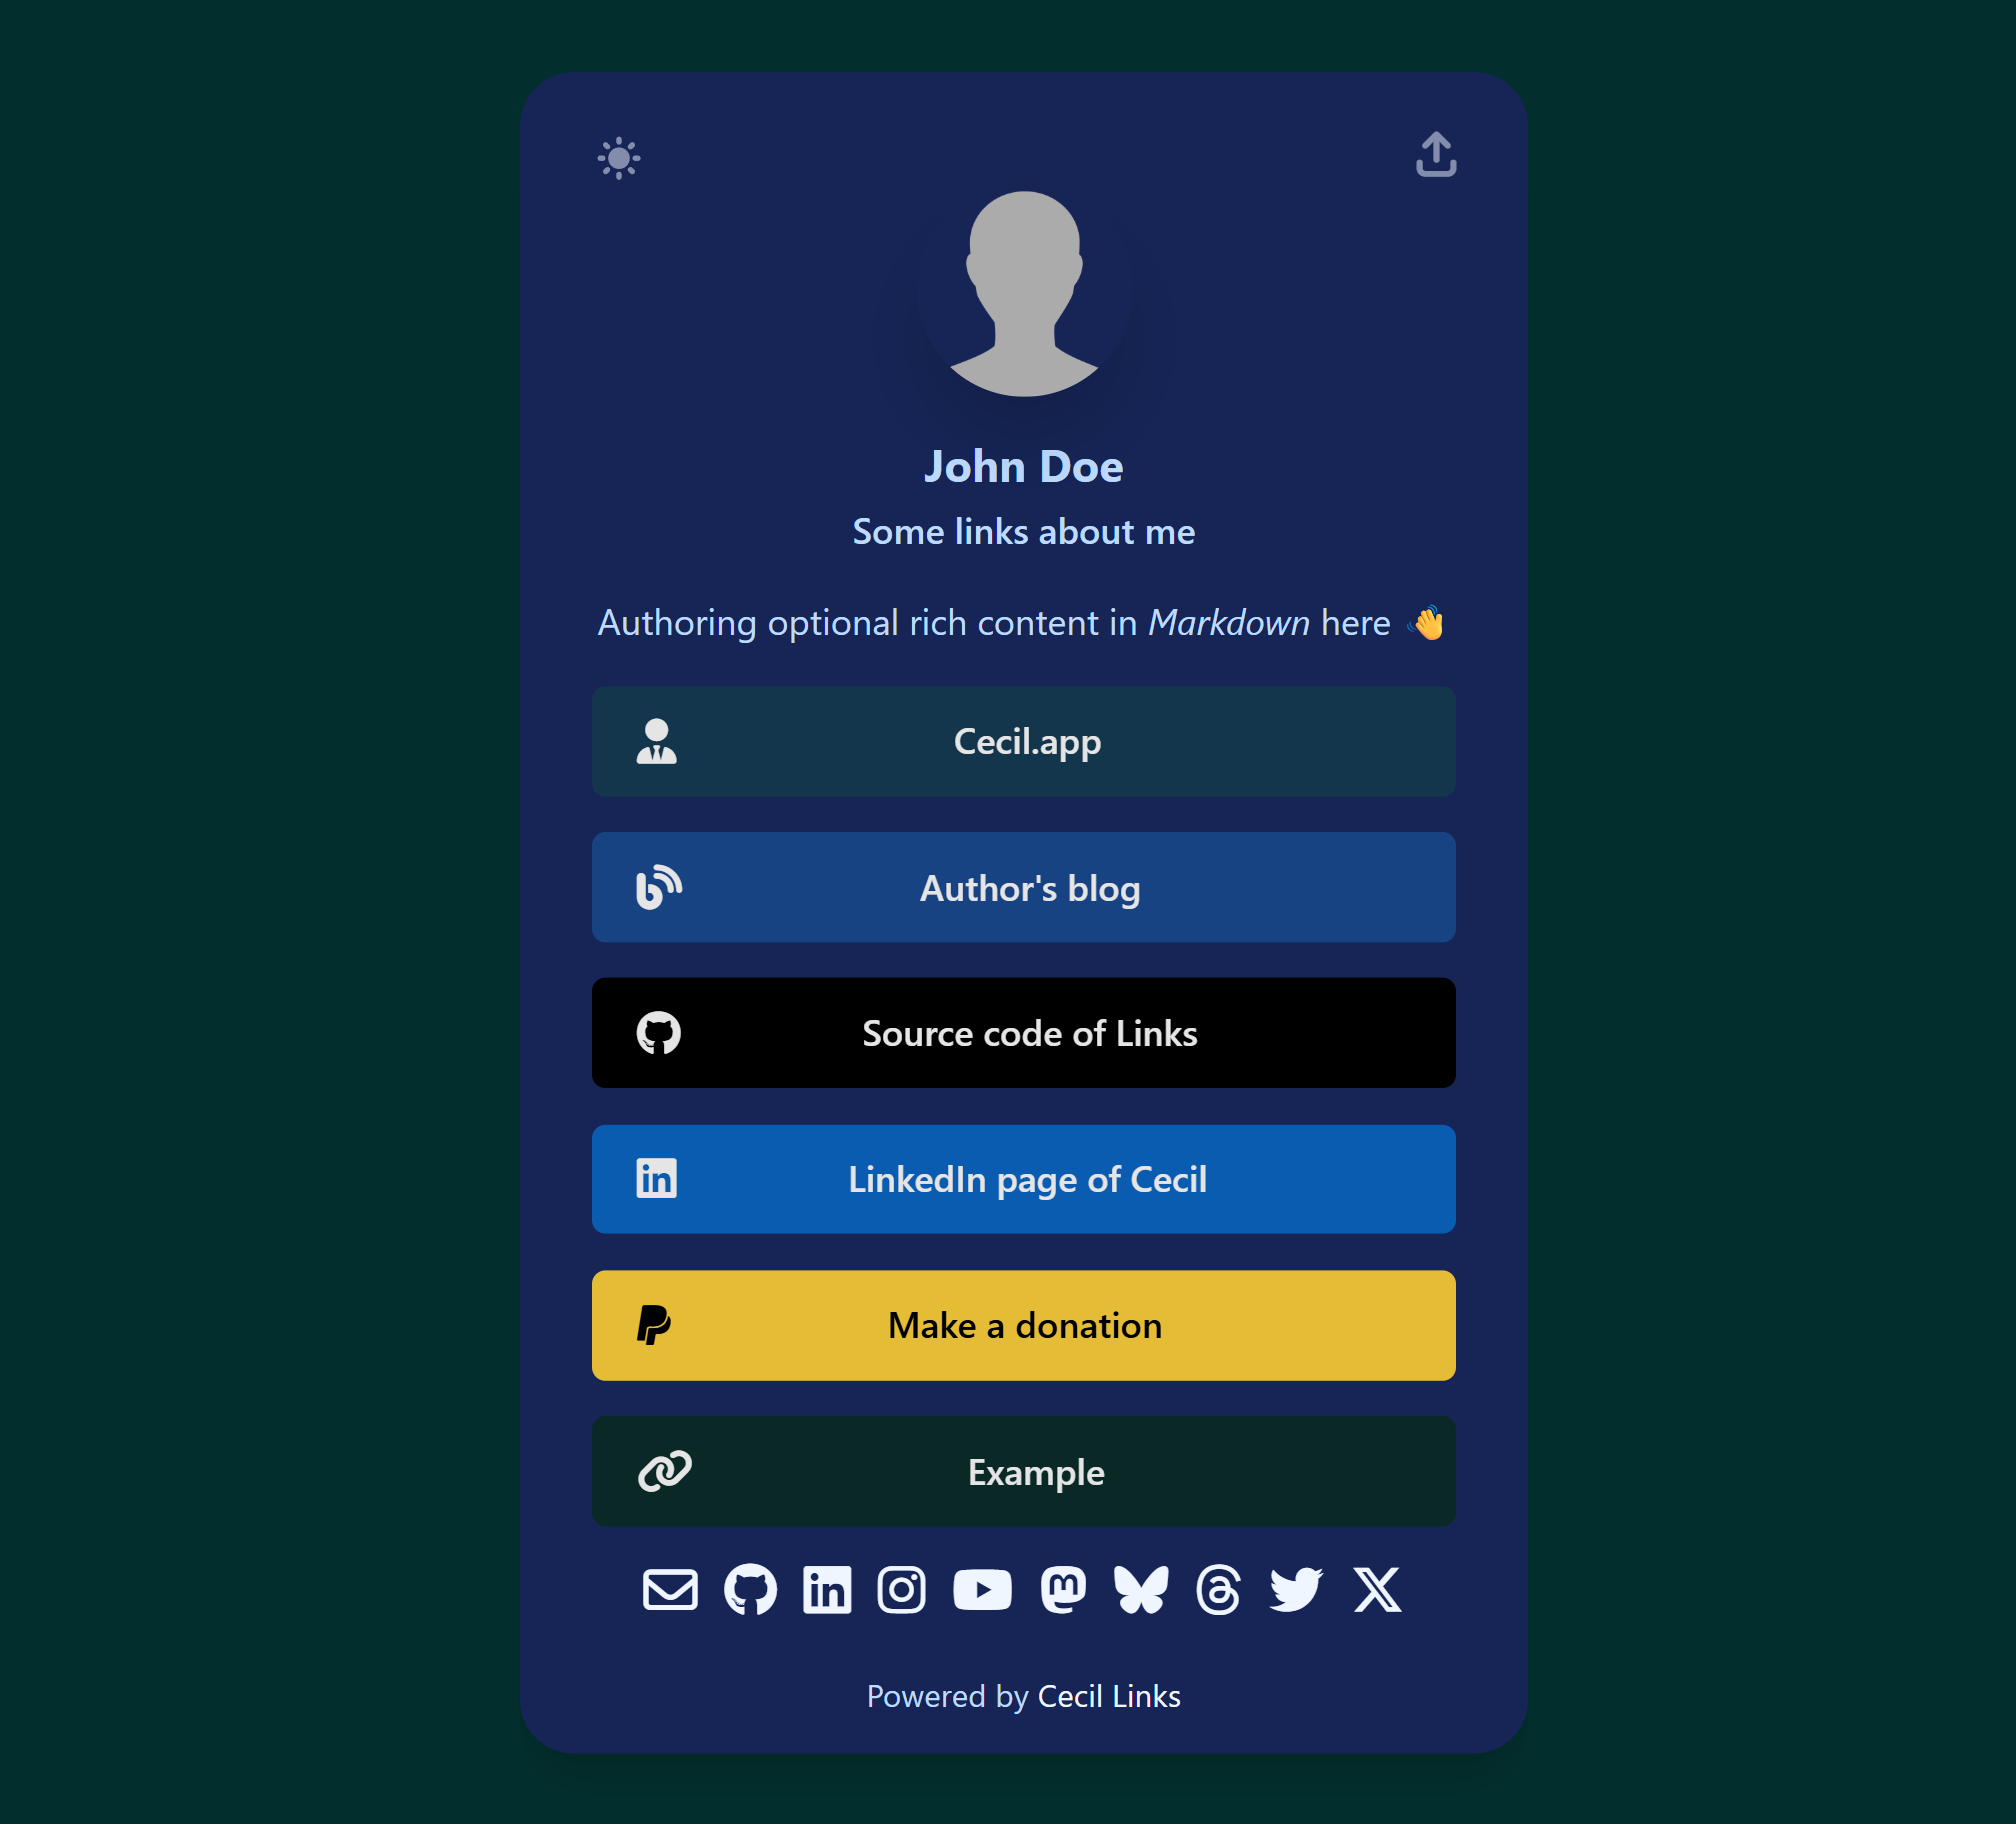 John Doe
Some links about me
Authoring optional rich content in Markdown here 👋
Cecil.app
Author's blog
Source code of Links
LinkedIn page of Cecil
Make a donation
Example
Powered by Cecil Links